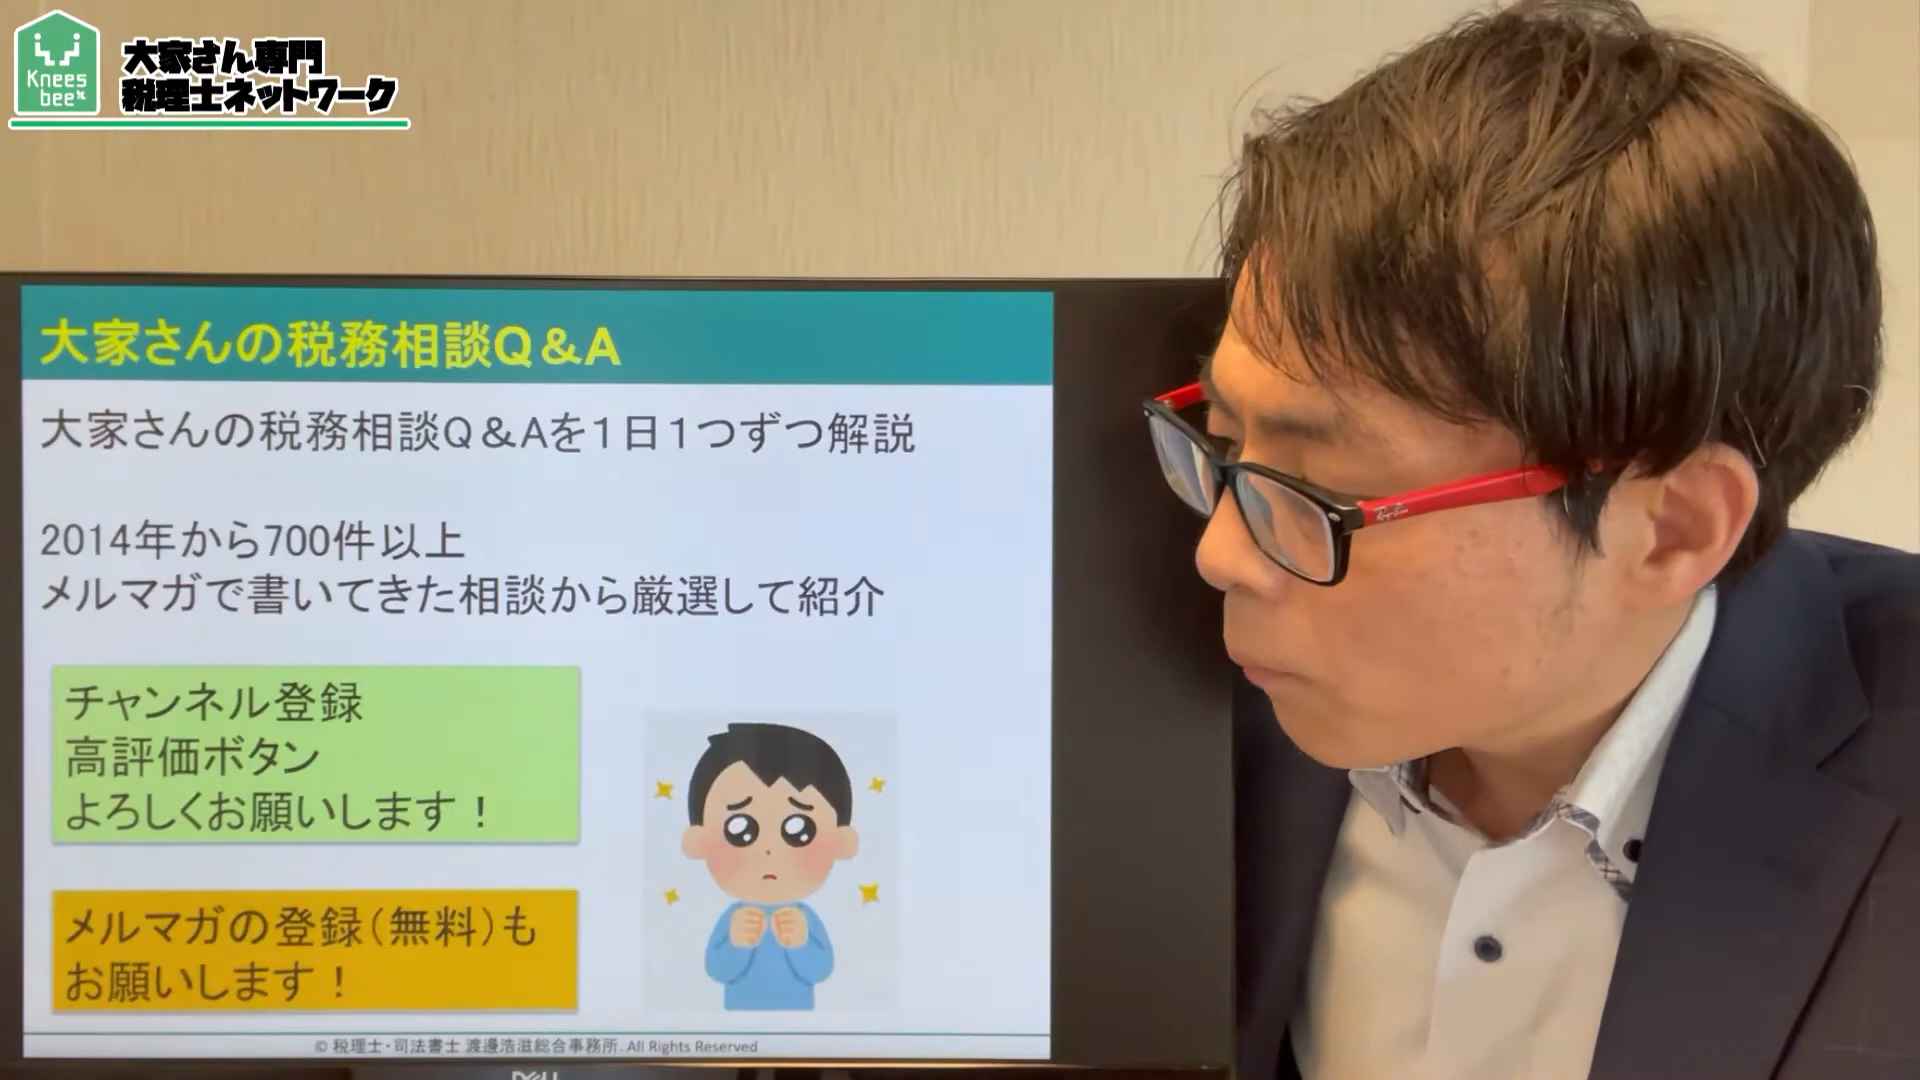 Knees
bee
大家さん専門
税理士ネットワーク
大家さんの税務相談Q＆A
大家さんの税務相談Q＆Aを１日１つずつ解説
2014年から700件以上
メルマガで書いてきた相談から厳選して紹介
チャンネル登録
高評価ボタン
よろしくお願いします！
メルマガの登録（無料）も
お願いします！
© 税理士・司法書士 渡邉浩滋総合事務所. All Rights Reserved
DELL
Ray-Ban